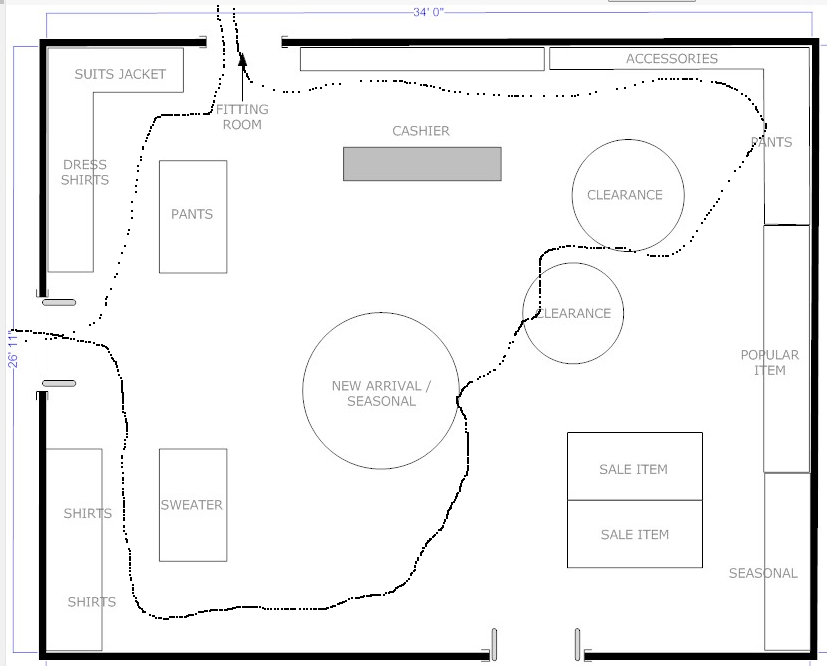 34' 0"
SUITS JACKET
ACCESSORIES
FITTING
ROOM
CASHIER
PANTS
DRESS
SHIRTS
CLEARANCE
PANTS
CLEARANCE
26' 11"
POPULAR
ITEM
NEW ARRIVAL /
SEASONAL
SALE ITEM
SWEATER
SHIRTS
SALE ITEM
SEASONAL
SHIRTS